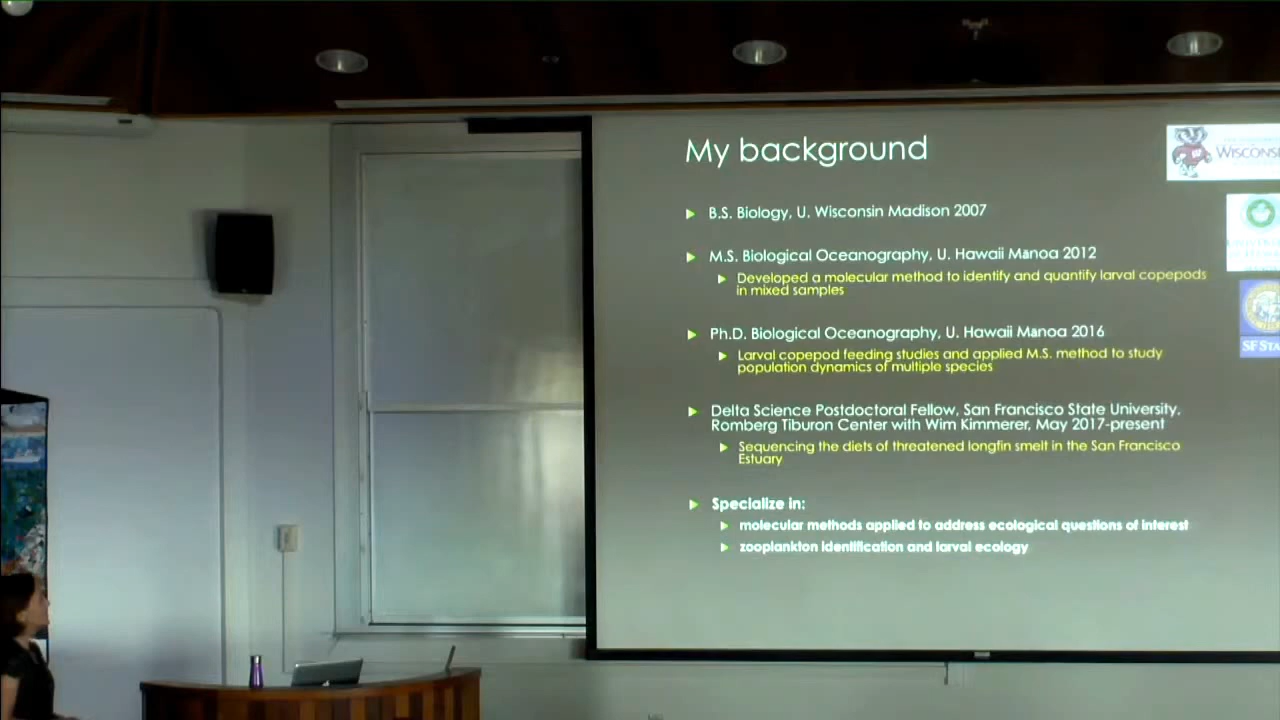 My background
WISCONS
B.S. Biology, U. Wisconsin Madison 2007
M.S. Biological Oceanography, U. Hawaii Manoa 2012
Developed a molecular method to identify and quantify larval copepods
in mixed samples
Ph.D. Biological Oceanography, U. Hawaii Manoa 2016
SF STA
Larval copepod feeding studies and applied M.S. method to study
population dynamics of multiple species
Delta Science Postdoctoral Fellow, San Francisco State University,
Romberg Tiburon Center with Wim Kimmerer, May 2017-present
Sequencing the diets of threatened longfin smelt in the San Francisco
Estuary
Specialize in:
molecular methods applied to address ecological questions of interest
zooplankton identification and larval ecology